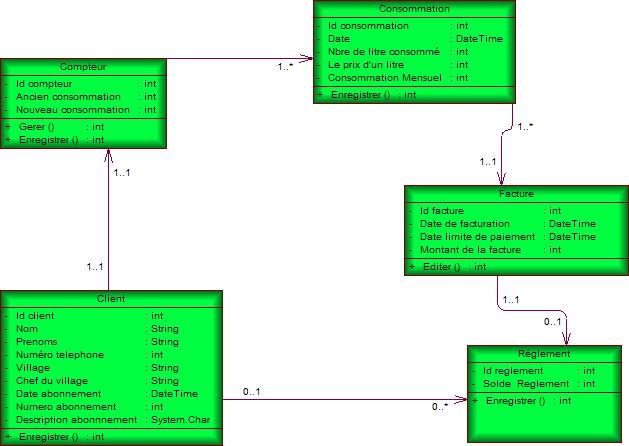 Consommation
- Id consommation : int
- Date : DateTime
- Nbre de litre consommé : int
- Le prix d'un litre : int
- Consommation Mensuel : int
+ Enregistrer () : int
1..*
Compteur
- Id compteur : int
- Ancien consommation : int
- Nouveau consommation : int
+ Gerer () : int
+ Enregistrer () : int
1..*
1..1
1..1
Facture
- Id facture : int
- Date de facturation : DateTime
- Date limite de paiement : DateTime
- Montant de la facture : int
+ Editer () : int
1..1
1..1
0..1
Client
- Id client : int
- Nom : String
- Prenoms : String
- Numéro telephone : int
- Village : String
- Chef du village : String
- Date abonnement : DateTime
- Numero abonnement : int
- Description abonnnement : System.Char
+ Enregistrer () : int
0..1
0..*
Règlement
- Id reglement : int
- Solde Reglement : int
+ Enregistrer () : int